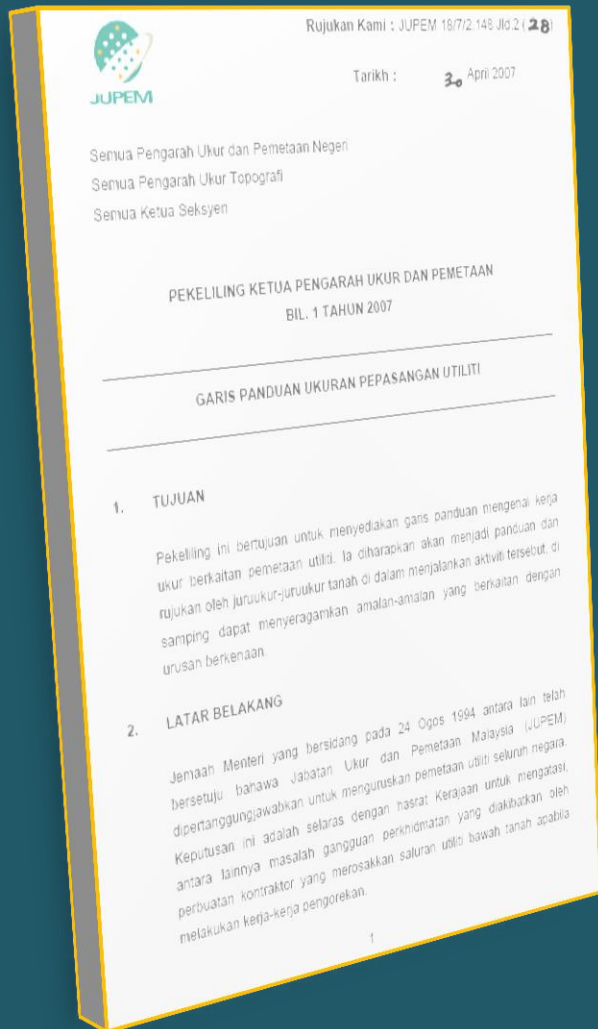 JUPEM
Rujukan Kami : JUPEM 18/7/2.148 Jld.2 ( 28 )
Tarikh : 30 April 2007
Semua Pengarah Ukur dan Pemetaan Negeri
Semua Pengarah Ukur Topografi
Semua Ketua Seksyen
PEKELILING KETUA PENGARAH UKUR DAN PEMETAAN
BIL. 1 TAHUN 2007
GARIS PANDUAN UKURAN PEPASANGAN UTILITI
1. TUJUAN
Pekeliling ini bertujuan untuk menyediakan garis panduan mengenai kerja
ukur berkaitan pemetaan utiliti. Ia diharapkan akan menjadi panduan dan
rujukan oleh juruukur-juruukur tanah di dalam menjalankan aktiviti tersebut, di
samping dapat menyeragamkan amalan-amalan yang berkaitan dengan
urusan berkenaan.
2. LATAR BELAKANG
Jemaah Menteri yang bersidang pada 24 Ogos 1994 antara lain telah
bersetuju bahawa Jabatan Ukur dan Pemetaan Malaysia (JUPEM)
dipertanggungjawabkan untuk menguruskan pemetaan utiliti seluruh negara.
Keputusan ini adalah selaras dengan hasrat Kerajaan untuk mengatasi,
antara lainnya masalah gangguan perkhidmatan yang diakibatkan oleh
perbuatan kontraktor yang merosakkan saluran utiliti bawah tanah apabila
melakukan kerja-kerja pengorekan.
1